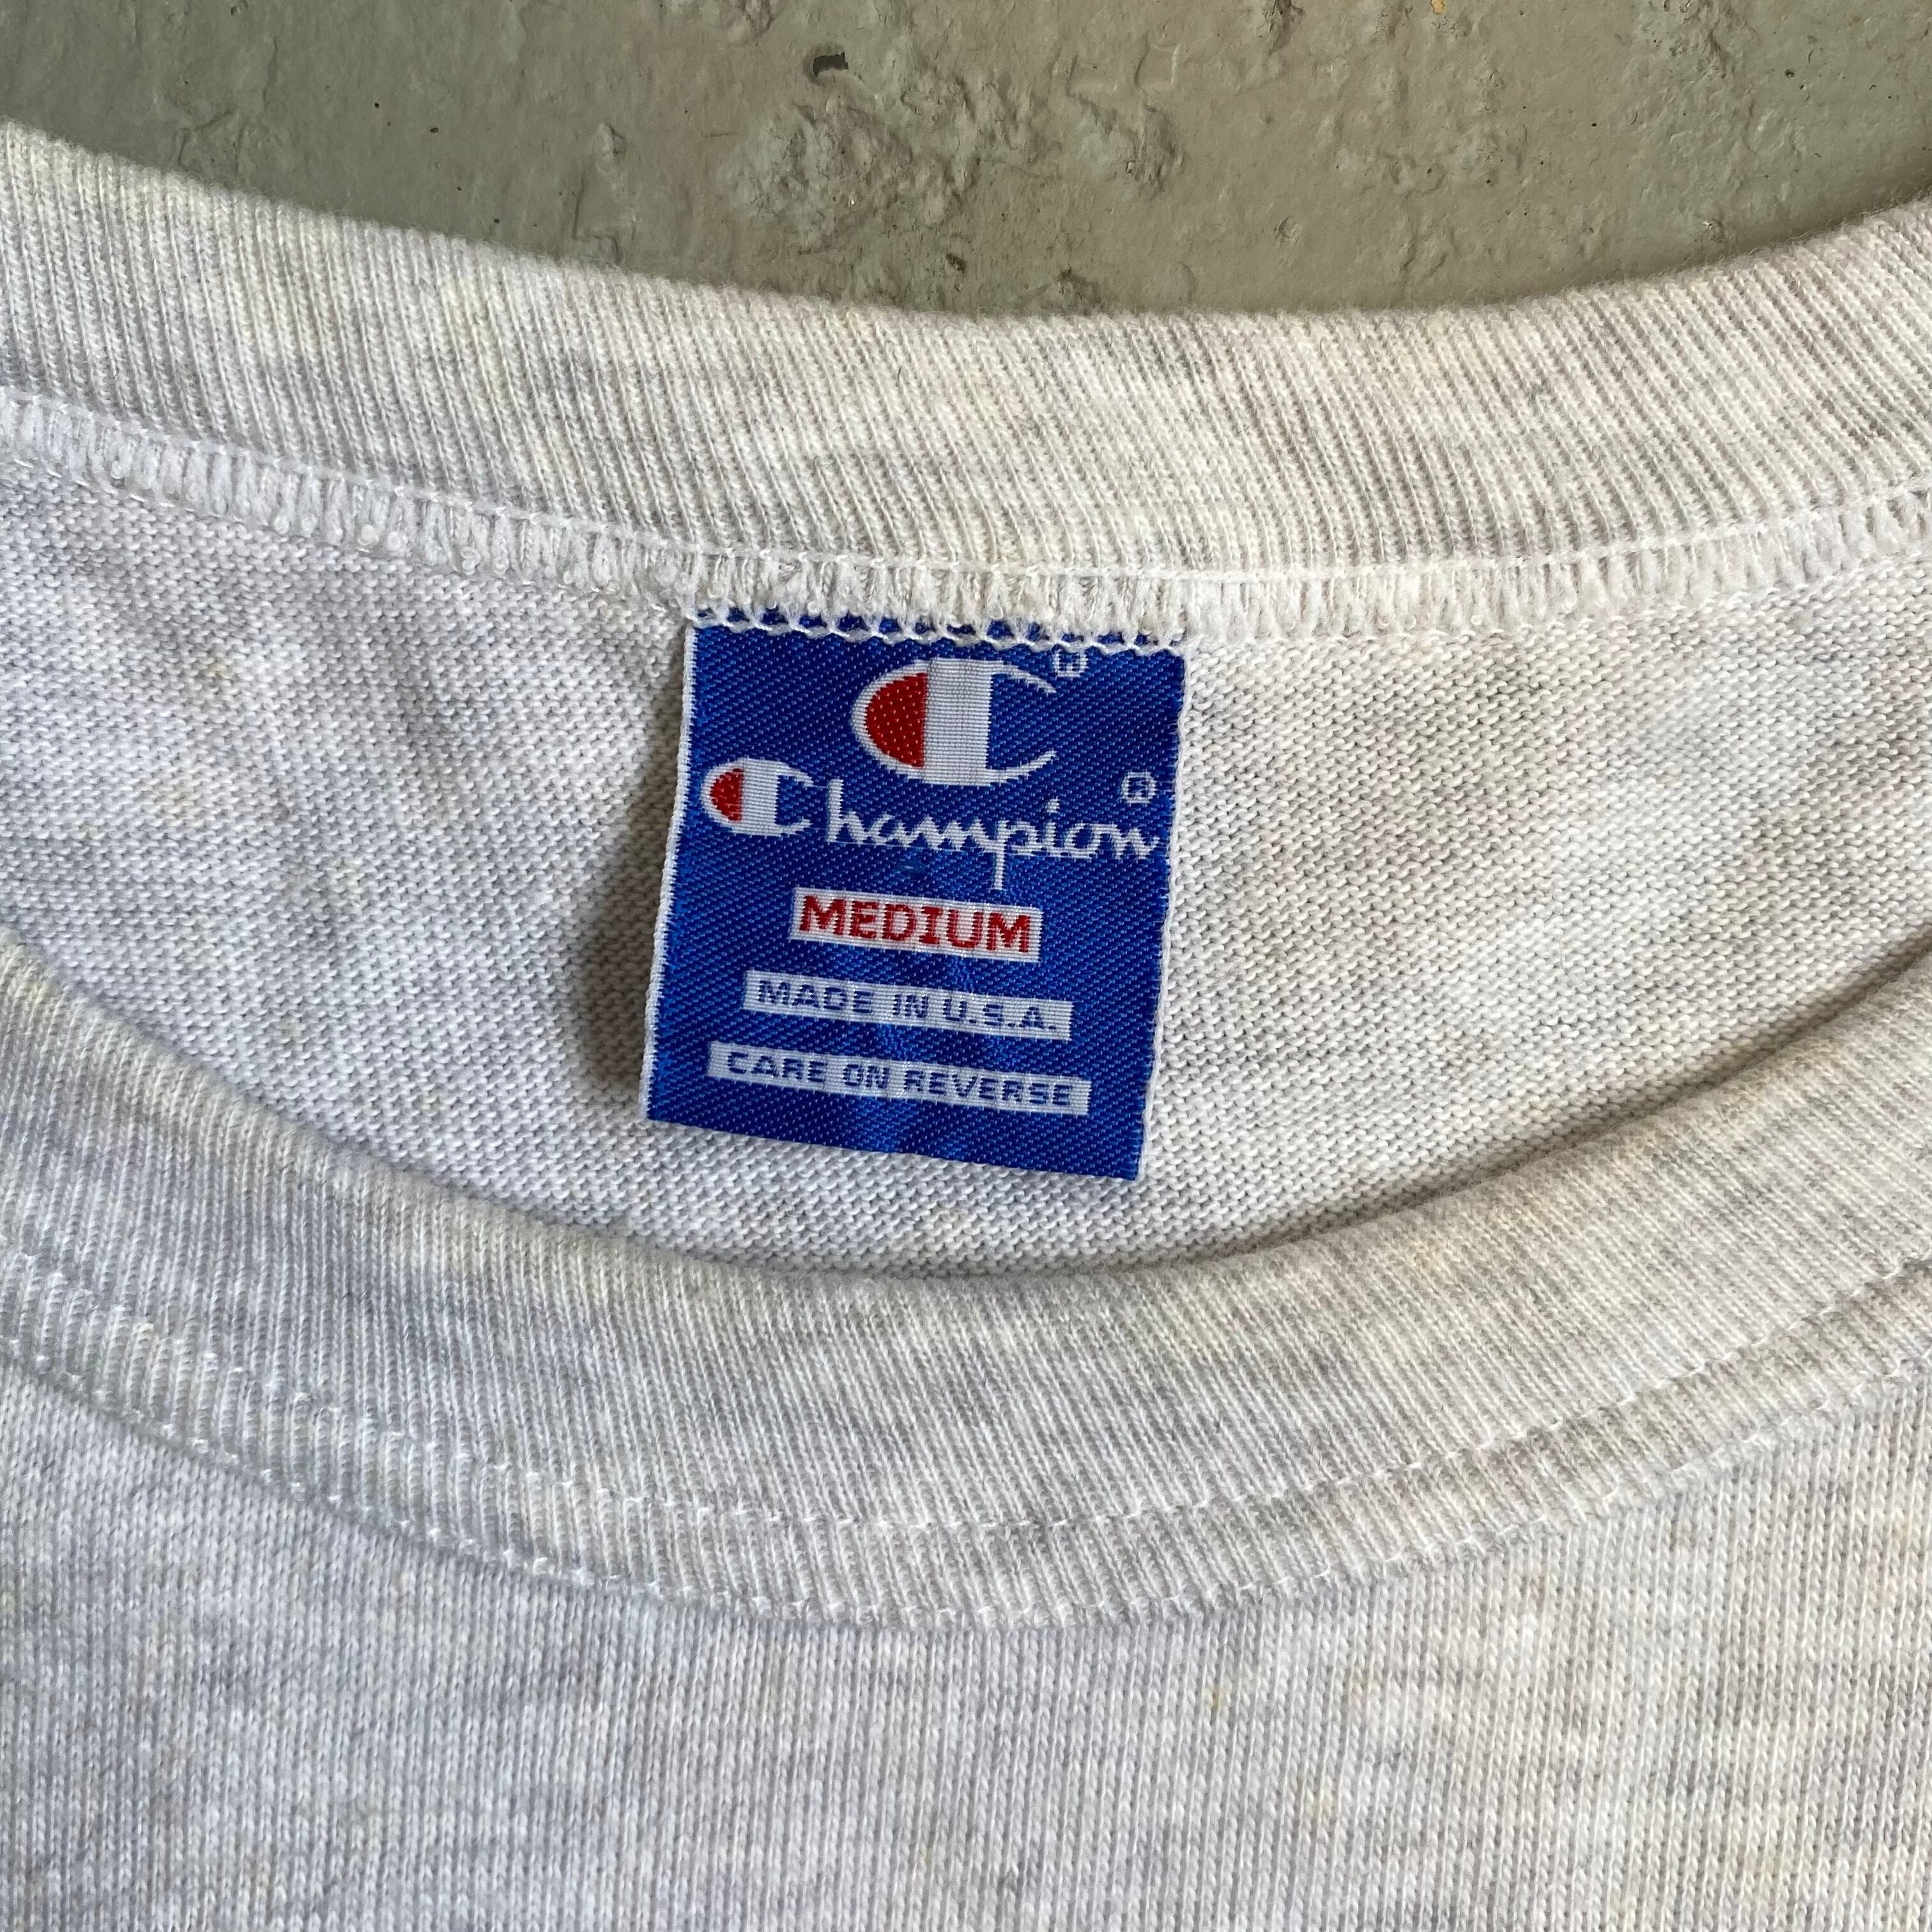 C®
Champion®
MEDIUM
MADE IN U.S.A.
CARE ON REVERSE